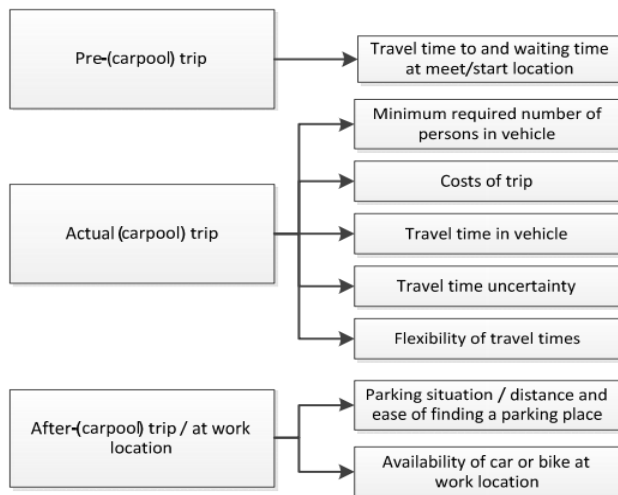 Pre-(carpool) trip
Travel time to and waiting time
at meet/start location
Minimum required number of
persons in vehicle
Costs of trip
Actual (carpool) trip
Travel time in vehicle
Travel time uncertainty
Flexibility of travel times
After-(carpool) trip / at work
location
Parking situation / distance and
ease of finding a parking place
Availability of car or bike at
work location